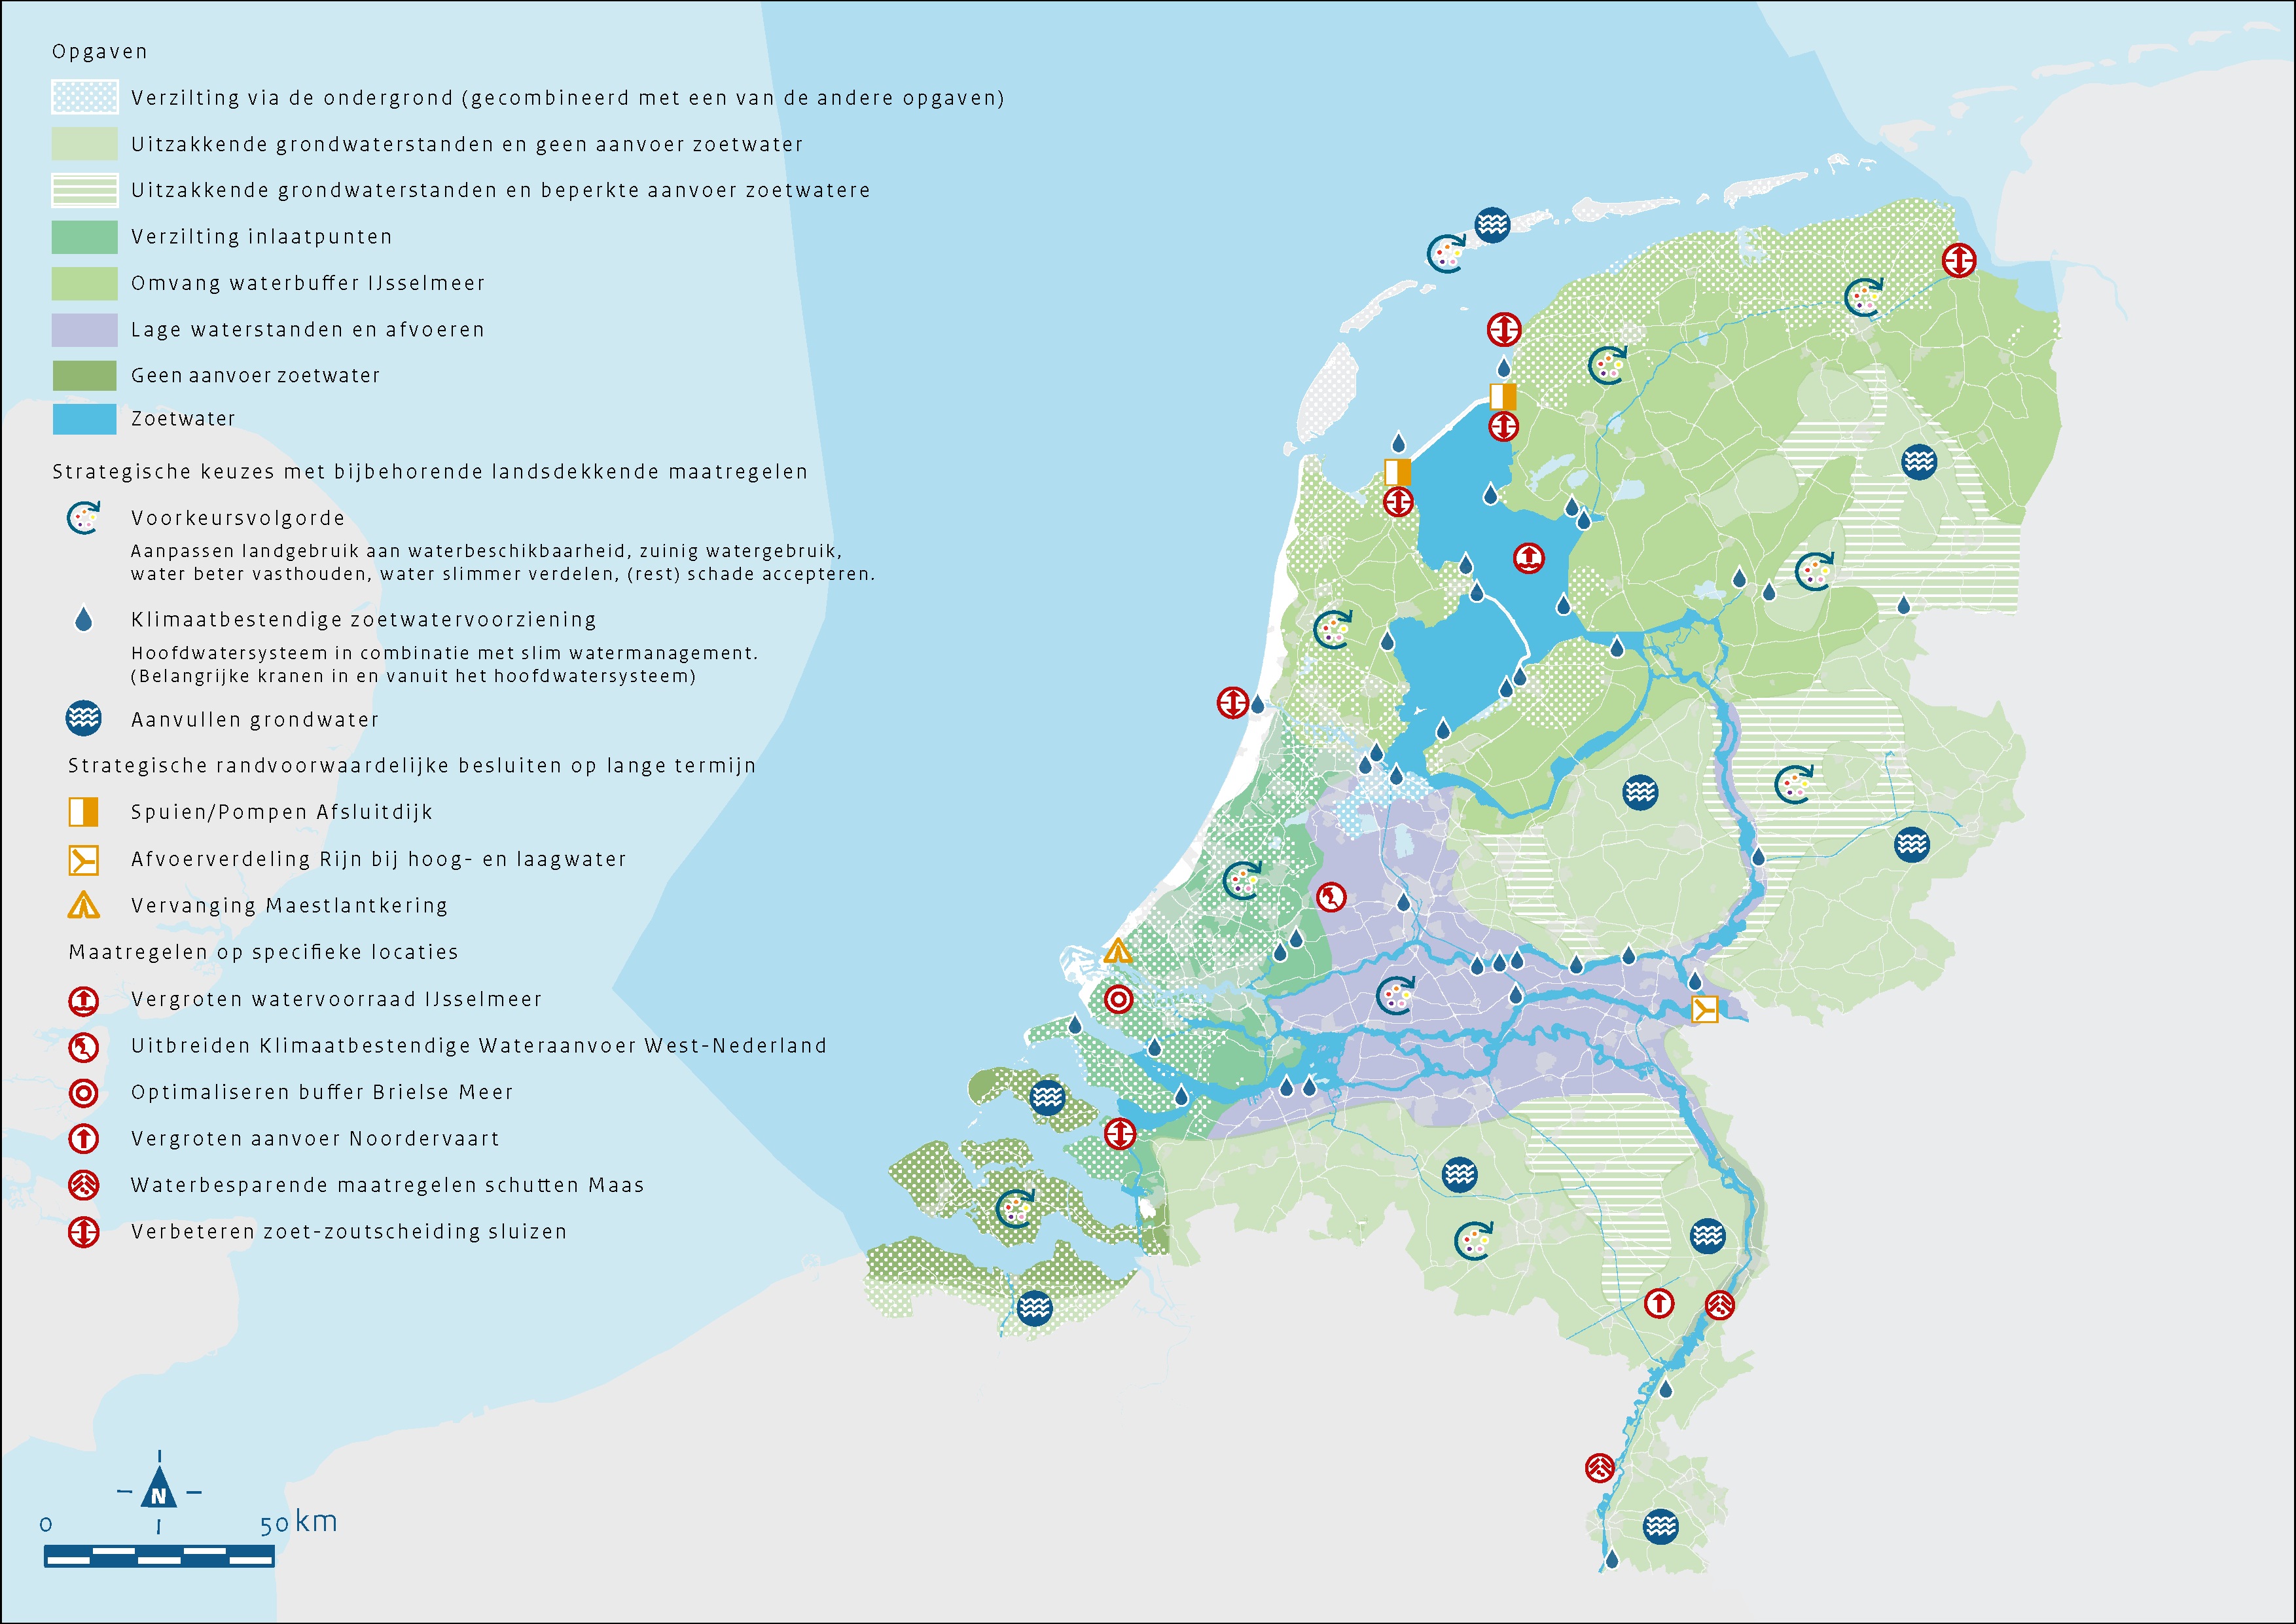 Opgaven
Verzilting via de ondergrond (gecombineerd met een van de andere opgaven)
Uitzakkende grondwaterstanden en geen aanvoer zoetwater
Uitzakkende grondwaterstanden en beperkte aanvoer zoetwatere
Verzilting inlaatpunten
Omvang waterbuffer IJsselmeer
Lage waterstanden en afvoeren
Geen aanvoer zoetwater
Zoetwater
Strategische keuzes met bijbehorende landsdekkende maatregelen
Voorkeursvolgorde
Aanpassen landgebruik aan waterbeschikbaarheid, zuinig watergebruik,
water beter vasthouden, water slimmer verdelen, (rest) schade accepteren.
Klimaatbestendige zoetwatervoorziening
Hoofdwatersysteem in combinatie met slim watermanagement.
(Belangrijke kranen in en vanuit het hoofdwatersysteem)
Aanvullen grondwater
Strategische randvoorwaardelijke besluiten op lange termijn
Spuien/Pompen Afsluitdijk
Afvoerverdeling Rijn bij hoog- en laagwater
Vervanging Maestlantkering
Maatregelen op specifieke locaties
Vergroten watervoorraad IJsselmeer
Uitbreiden Klimaatbestendige Wateraanvoer West-Nederland
Optimaliseren buffer Brielse Meer
Vergroten aanvoer Noordervaart
Waterbesparende maatregelen schutten Maas
Verbeteren zoet-zoutscheiding sluizen
N
0 50 km